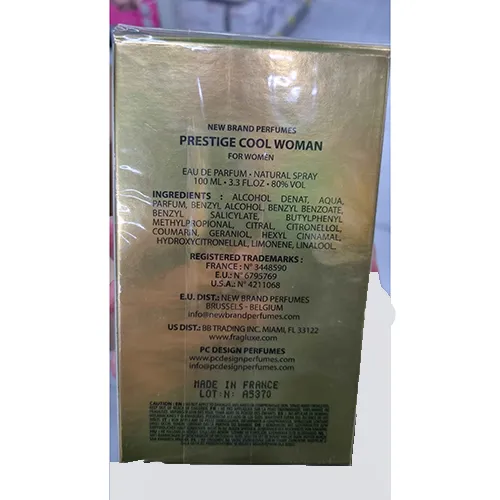 NEW BRAND PERFUMES
PRESTIGE COOL WOMAN
FOR WOMEN
EAU DE PARFUM • NATURAL SPRAY
100 ML • 3.3 FL.OZ • 80% VOL
INGREDIENTS : ALCOHOL DENAT, AQUA,
PARFUM, BENZYL ALCOHOL, BENZYL BENZOATE,
BENZYL SALICYLATE, BUTYLPHENYL
METHYLPROPIONAL, CITRAL, CITRONELLOL,
COUMARIN, GERANIOL, HEXYL CINNAMAL,
HYDROXYCITRONELLAL, LIMONENE, LINALOOL.
REGISTERED TRADEMARKS :
FRANCE : N° 3448590
E.U.: N° 6795769
U.S.A.: N° 4211068
E.U. DIST.: NEW BRAND PERFUMES
BRUSSELS - BELGIUM
info@newbrandperfumes.com
US DIST.: BB TRADING INC. MIAMI, FL 33122
www.fragluxe.com
PC DESIGN PERFUMES
www.pcdesignperfumes.com
info@pcdesignperfumes.com
MADE IN FRANCE
LOT: N: A5370
CAUTION - EN :